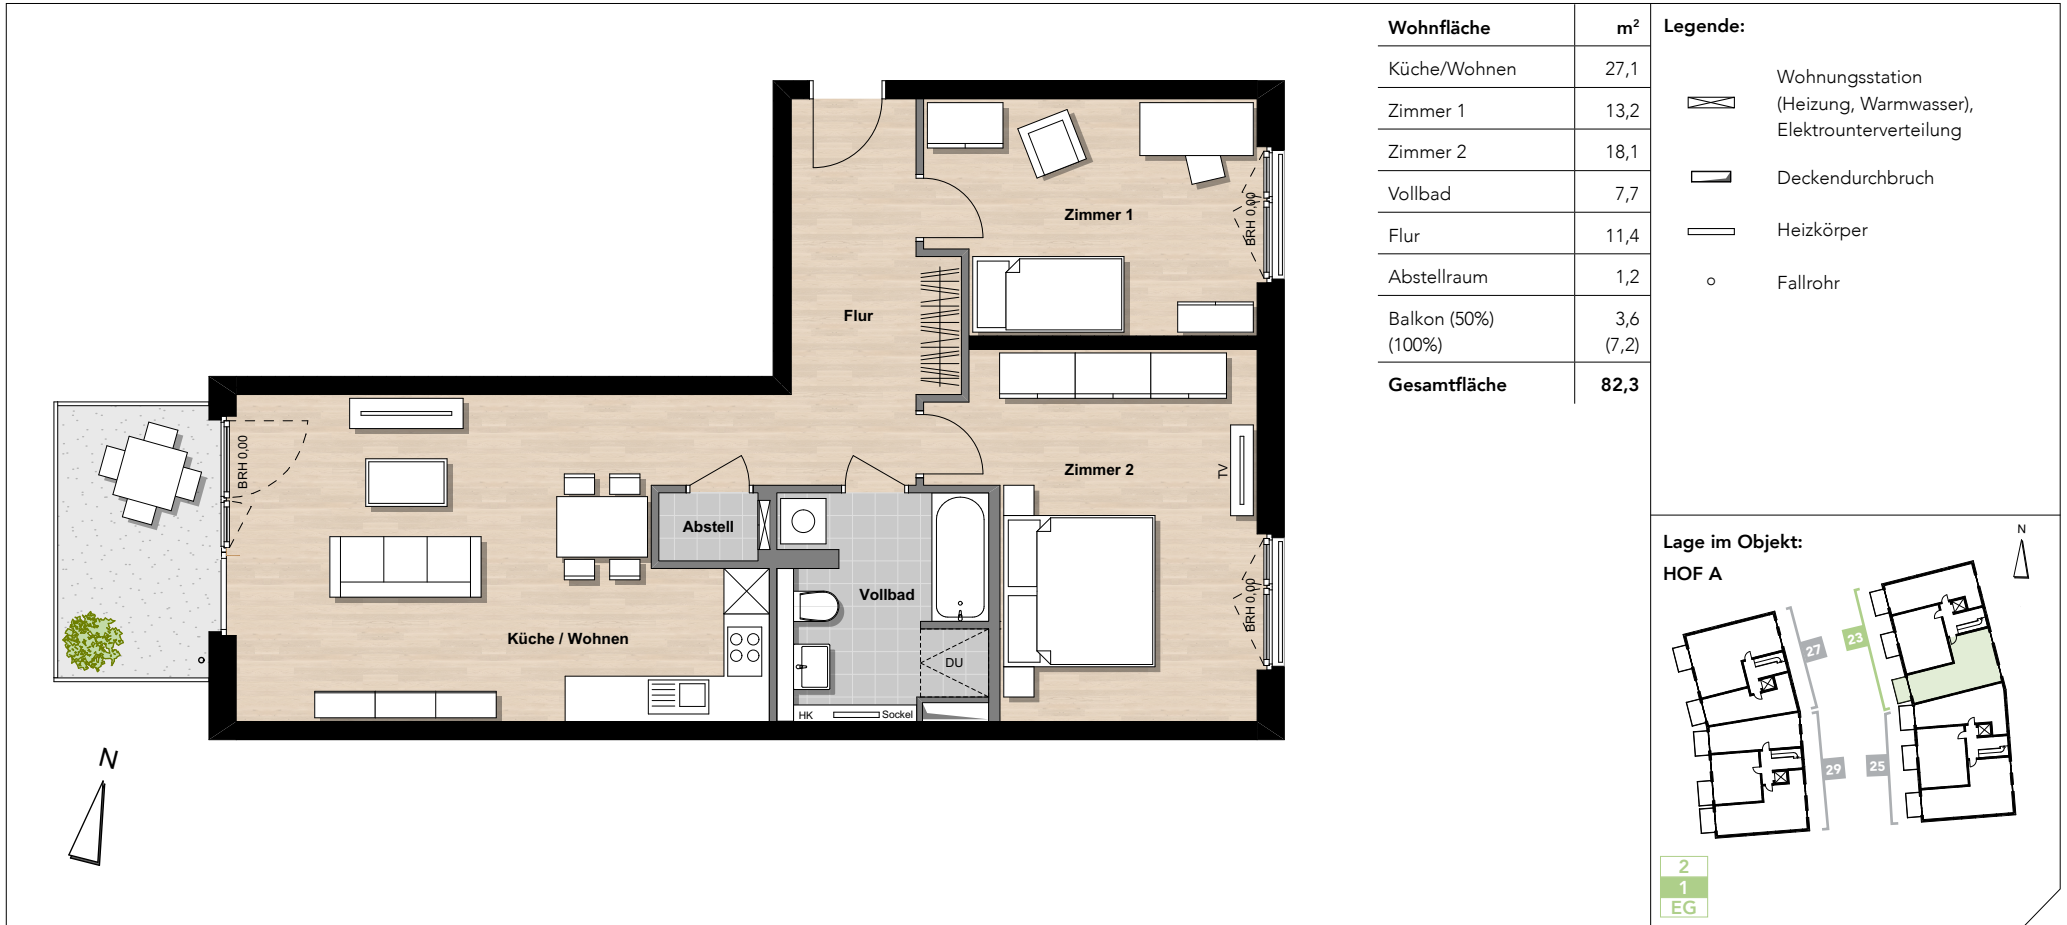 Wohnfläche m²
Küche/Wohnen 27,1
Zimmer 1 13,2
Zimmer 2 18,1
Vollbad 7,7
Flur 11,4
Abstellraum 1,2
Balkon (50%) 3,6
(100%) (7,2)
Gesamtfläche 82,3
Legende:
Wohnungsstation
(Heizung, Warmwasser),
Elektrounterverteilung
Deckendurchbruch
Heizkörper
Fallrohr
Lage im Objekt:
HOF A
N
27
23
29
25
2
1
EG
Zimmer 1
BRH 0,00
Flur
BRH 0,00
Zimmer 2
TV
Abstell
Vollbad
BRH 0,00
Küche / Wohnen
DU
HK
Sockel
N